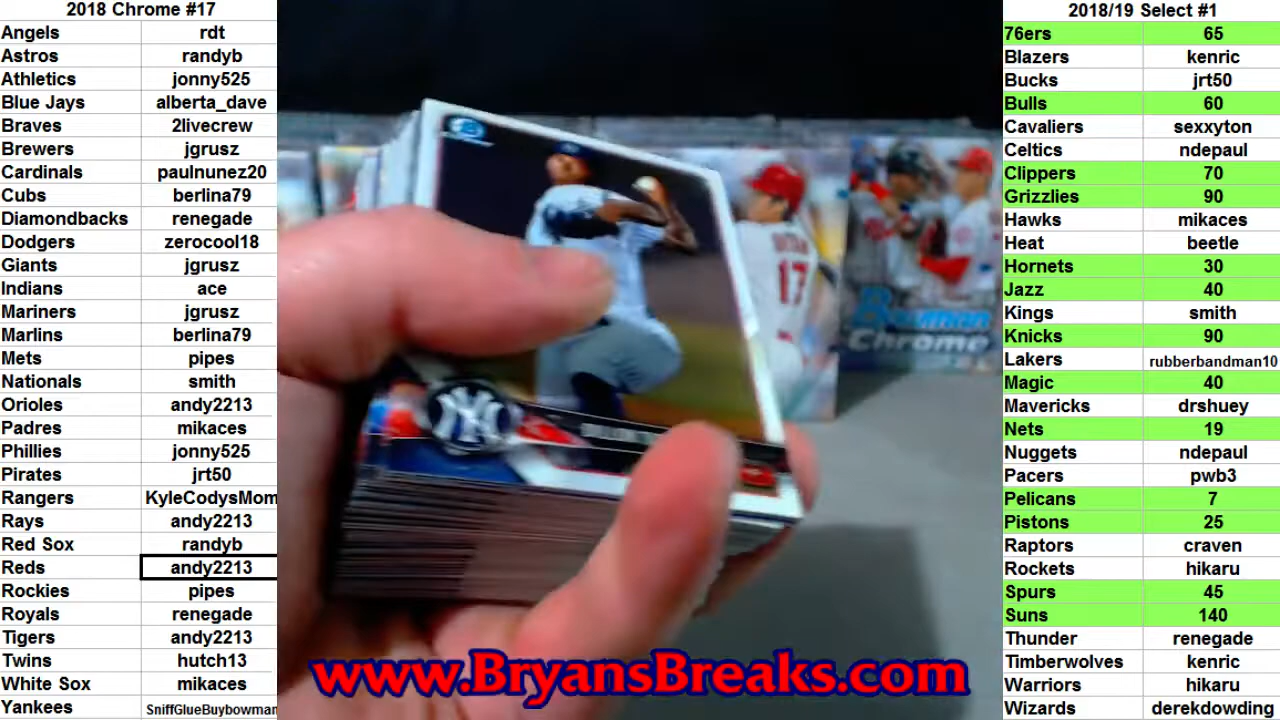 2018 Chrome #17
Angels rdt
Astros randyb
Athletics jonny525
Blue Jays alberta_dave
Braves 2livecrew
Brewers jgrusz
Cardinals paulnunez20
Cubs berlina79
Diamondbacks renegade
Dodgers zerocool18
Giants jgrusz
Indians ace
Mariners jgrusz
Marlins berlina79
Mets pipes
Nationals smith
Orioles andy2213
Padres mikaces
Phillies jonny525
Pirates jrt50
Rangers KyleCodysMom
Rays andy2213
Red Sox randyb
Reds andy2213
Rockies pipes
Royals renegade
Tigers andy2213
Twins hutch13
White Sox mikaces
Yankees SniffGlueBuybowman
17
Bowman
Chrome
NY
www.BryansBreaks.com
2018/19 Select #1
76ers 65
Blazers kenric
Bucks jrt50
Bulls 60
Cavaliers sexxyton
Celtics ndepaul
Clippers 70
Grizzlies 90
Hawks mikaces
Heat beetle
Hornets 30
Jazz 40
Kings smith
Knicks 90
Lakers rubberbandman10
Magic 40
Mavericks drshuey
Nets 19
Nuggets ndepaul
Pacers pwb3
Pelicans 7
Pistons 25
Raptors craven
Rockets hikaru
Spurs 45
Suns 140
Thunder renegade
Timberwolves kenric
Warriors hikaru
Wizards derekdowding